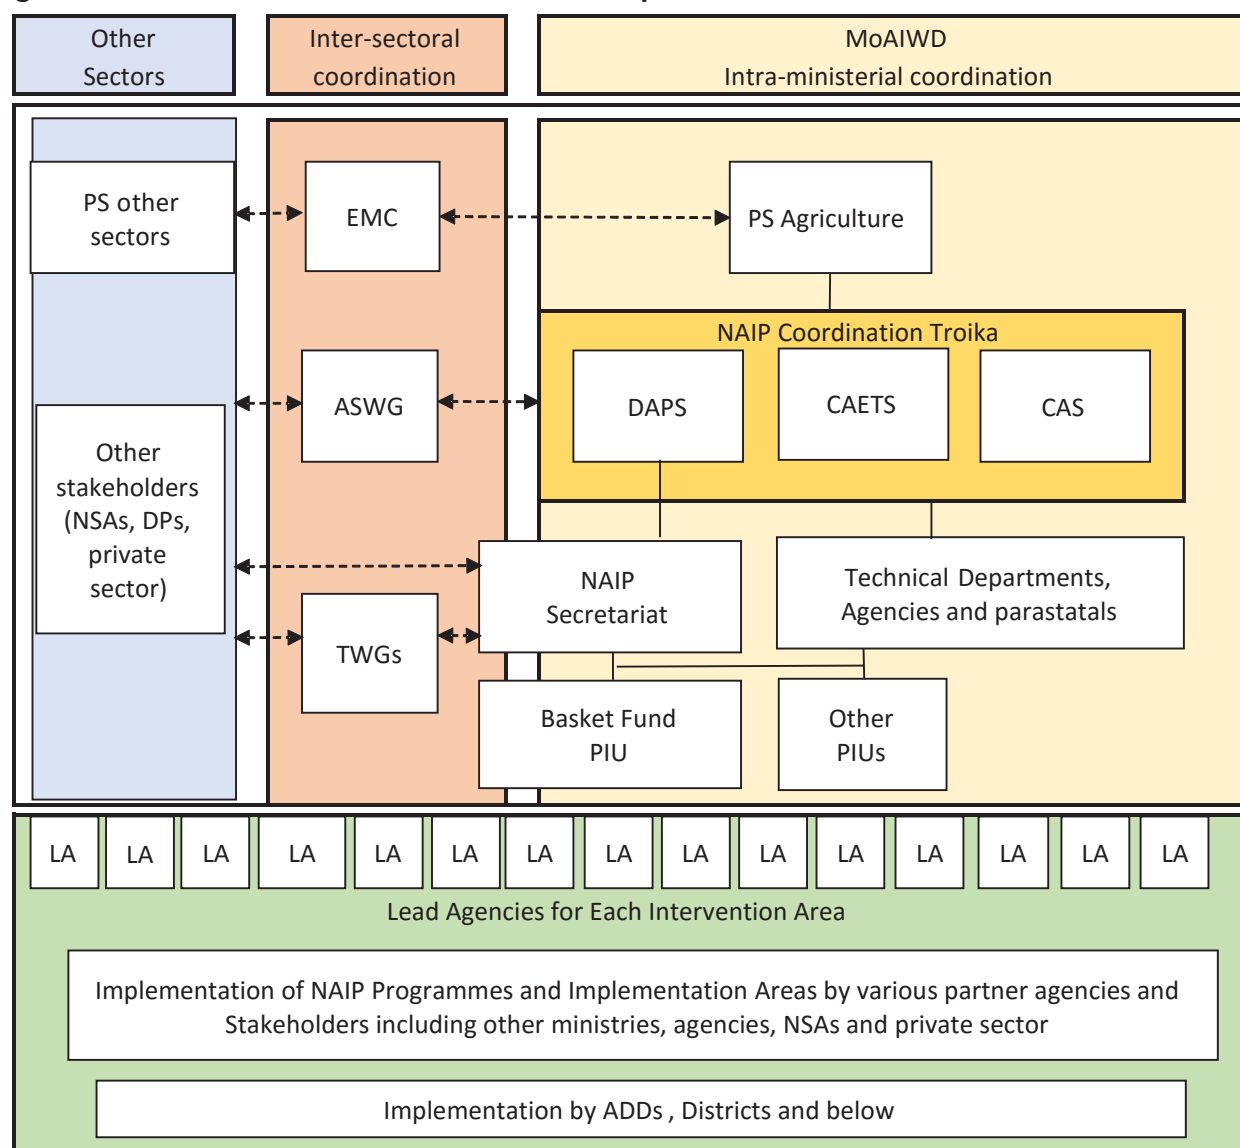 Other
Sectors
Inter-sectoral
coordination
MoAIWD
Intra-ministerial coordination
PS other
sectors
EMC
PS Agriculture
NAIP Coordination Troika
ASWG
DAPS
CAETS
CAS
Other
stakeholders
(NSAs, DPs,
private
sector)
NAIP
Secretariat
Technical Departments,
Agencies and parastatals
TWGs
Basket Fund
PIU
Other
PIUs
LA LA LA LA LA LA LA LA LA LA LA LA LA LA LA
Lead Agencies for Each Intervention Area
Implementation of NAIP Programmes and Implementation Areas by various partner agencies and
Stakeholders including other ministries, agencies, NSAs and private sector
Implementation by ADDs , Districts and below